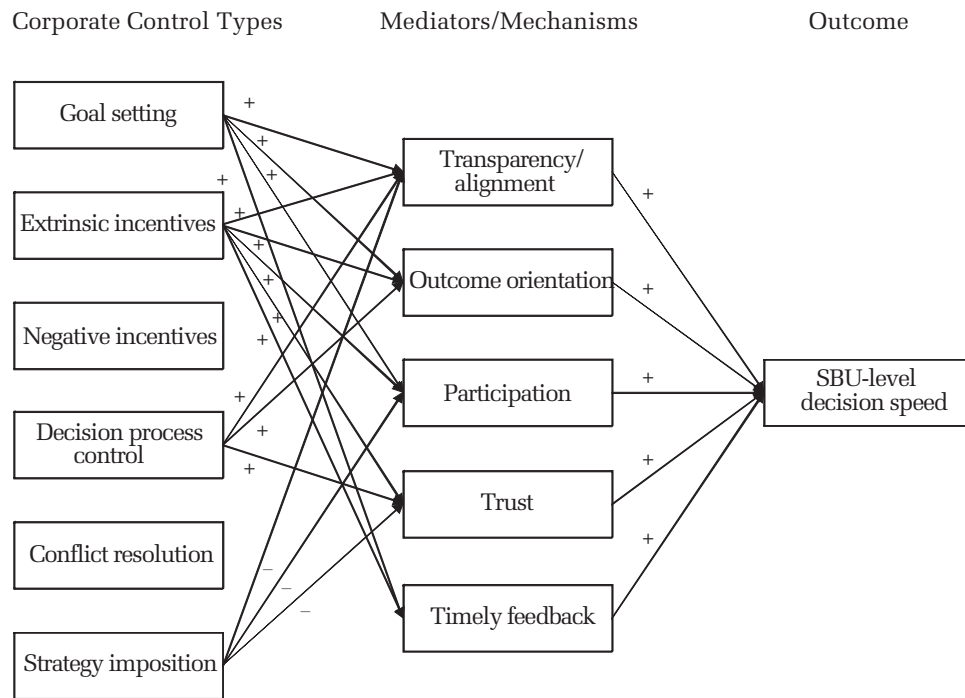 Corporate Control Types
Mediators/Mechanisms
Outcome
Goal setting
Extrinsic incentives
Negative incentives
Decision process
control
Conflict resolution
Strategy imposition
Transparency/
alignment
Outcome orientation
Participation
Trust
Timely feedback
SBU-level
decision speed
+
+
+
+
+
+
+
+
+
+
+
+
–
–
–
+
+
+
+
+